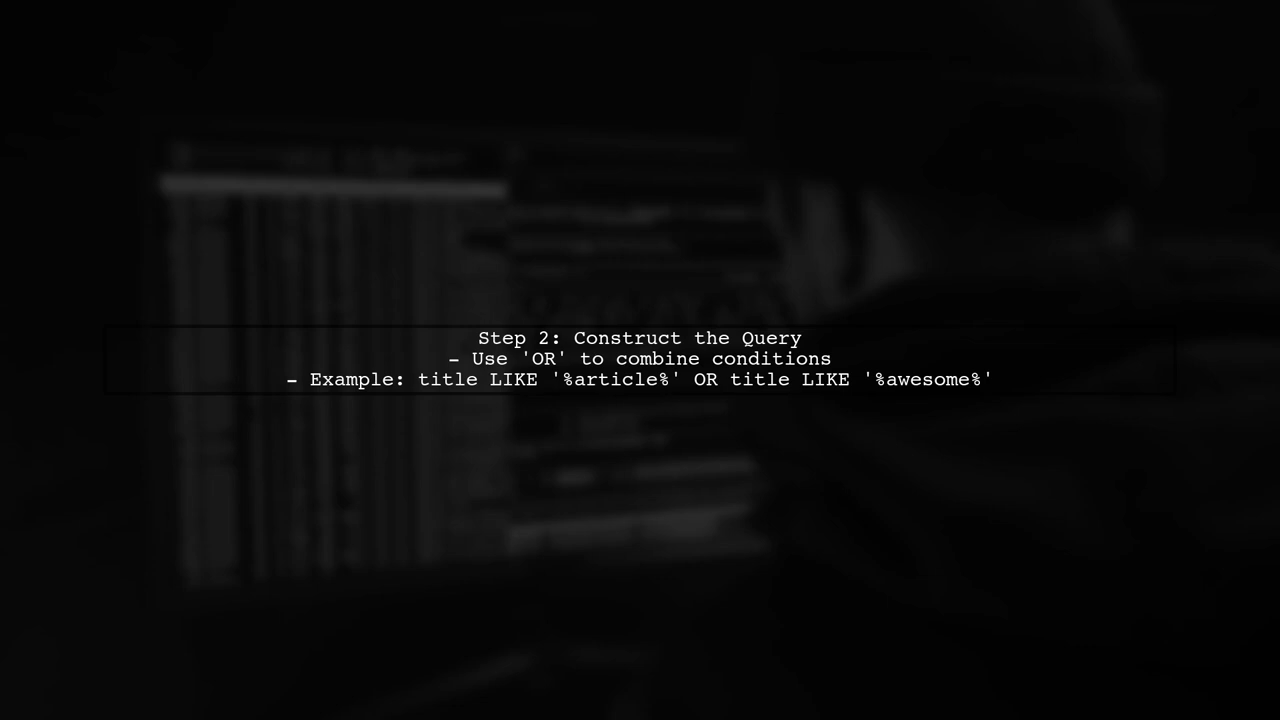 Step 2: Construct the Query
- Use 'OR' to combine conditions
- Example: title LIKE '%article%' OR title LIKE '%awesome%'